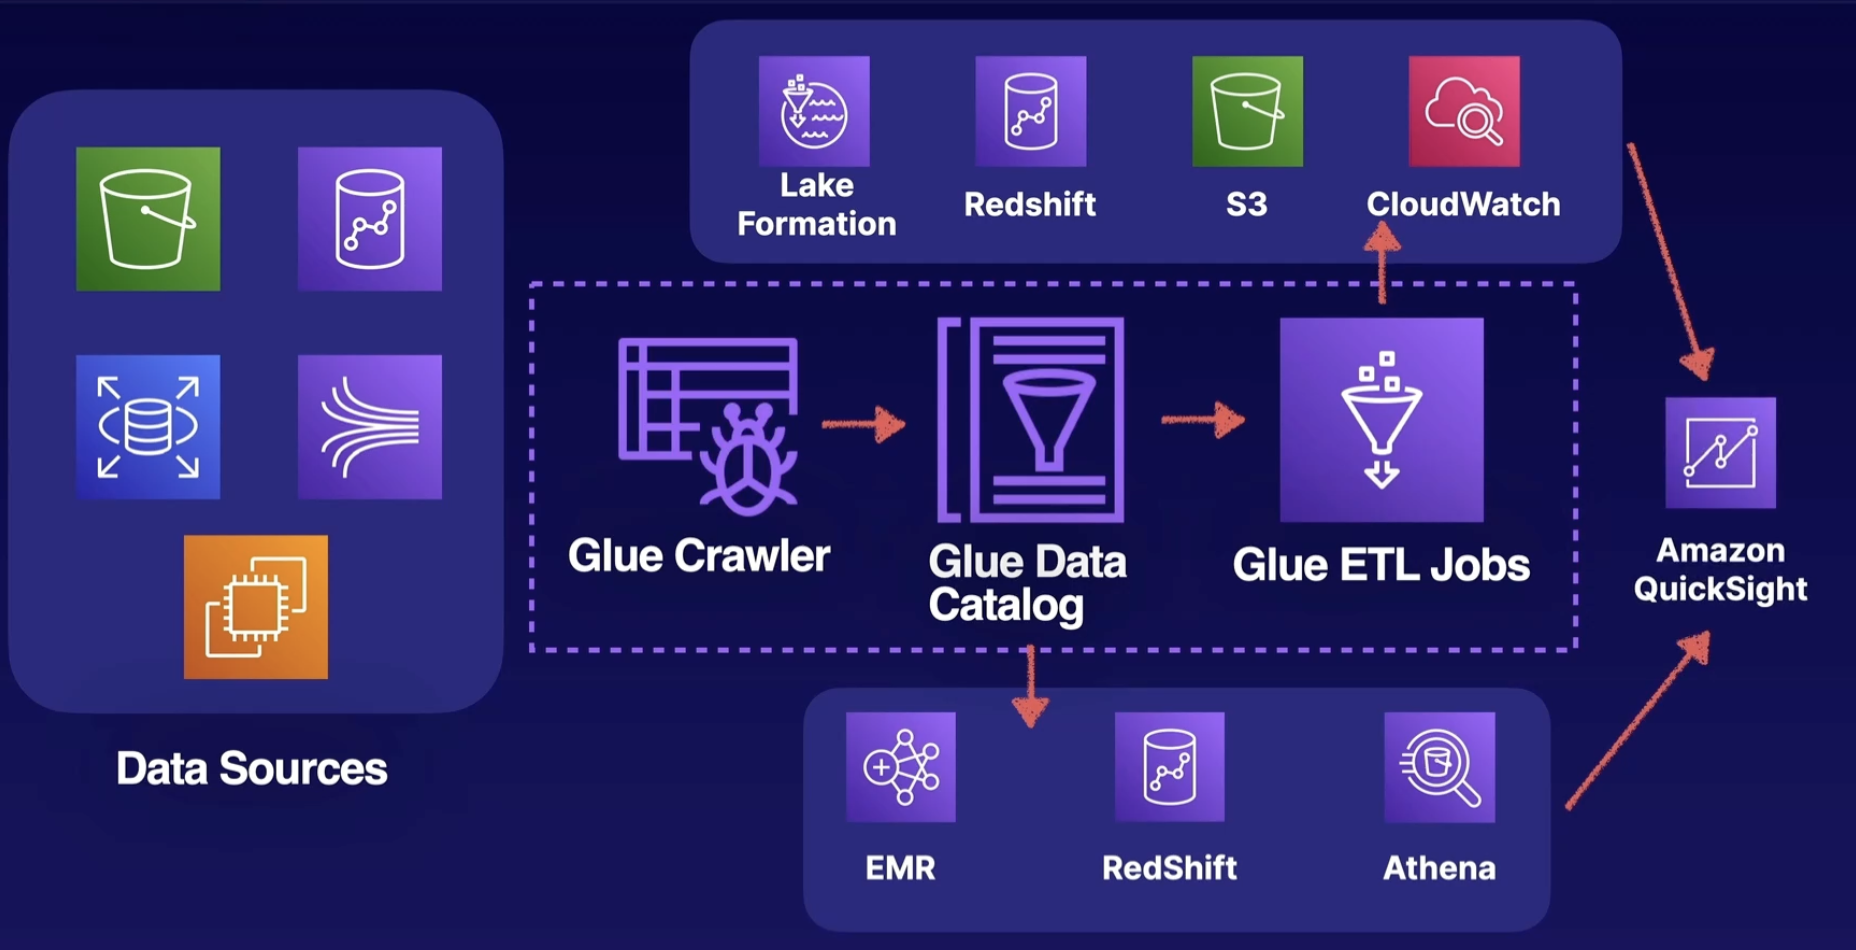 Lake
Formation
Redshift
S3
CloudWatch
Glue Crawler
Glue Data
Catalog
Glue ETL Jobs
Amazon
QuickSight
Data Sources
EMR
RedShift
Athena